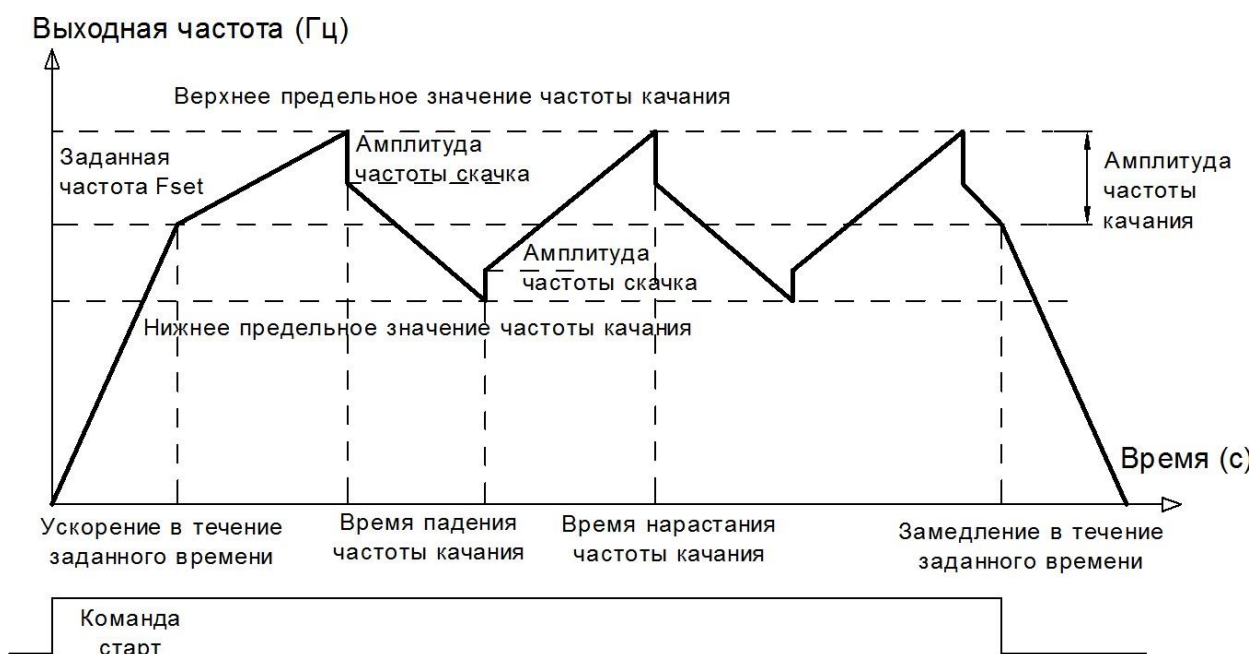 Выходная частота (Гц)
Верхнее предельное значение частоты качания
Заданная
частота Fset
Амплитуда
частоты скачка
Амплитуда
частоты
качания
Амплитуда
частоты скачка
Нижнее предельное значение частоты качания
Время (с)
Ускорение в течение
заданного времени
Время падения
частоты качания
Время нарастания
частоты качания
Замедление в течение
заданного времени
Команда
старт